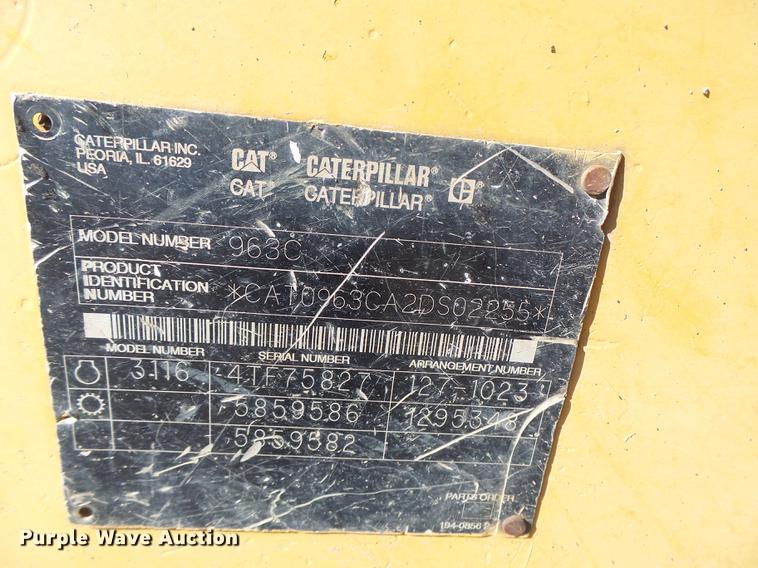 CATERPILLAR INC.
PEORIA, IL. 61629
USA
CAT® CATERPILLAR® C®
CAT® CATERPILLAR®
MODEL NUMBER 963C
PRODUCT
IDENTIFICATION
NUMBER *CAT0963CA2DS02255*
MODEL NUMBER SERIAL NUMBER ARRANGEMENT NUMBER
3116 4TF75827 127-1023
5859586 1295348
5859582
PARTS ORDER
194-0856 2
Purple Wave Auction